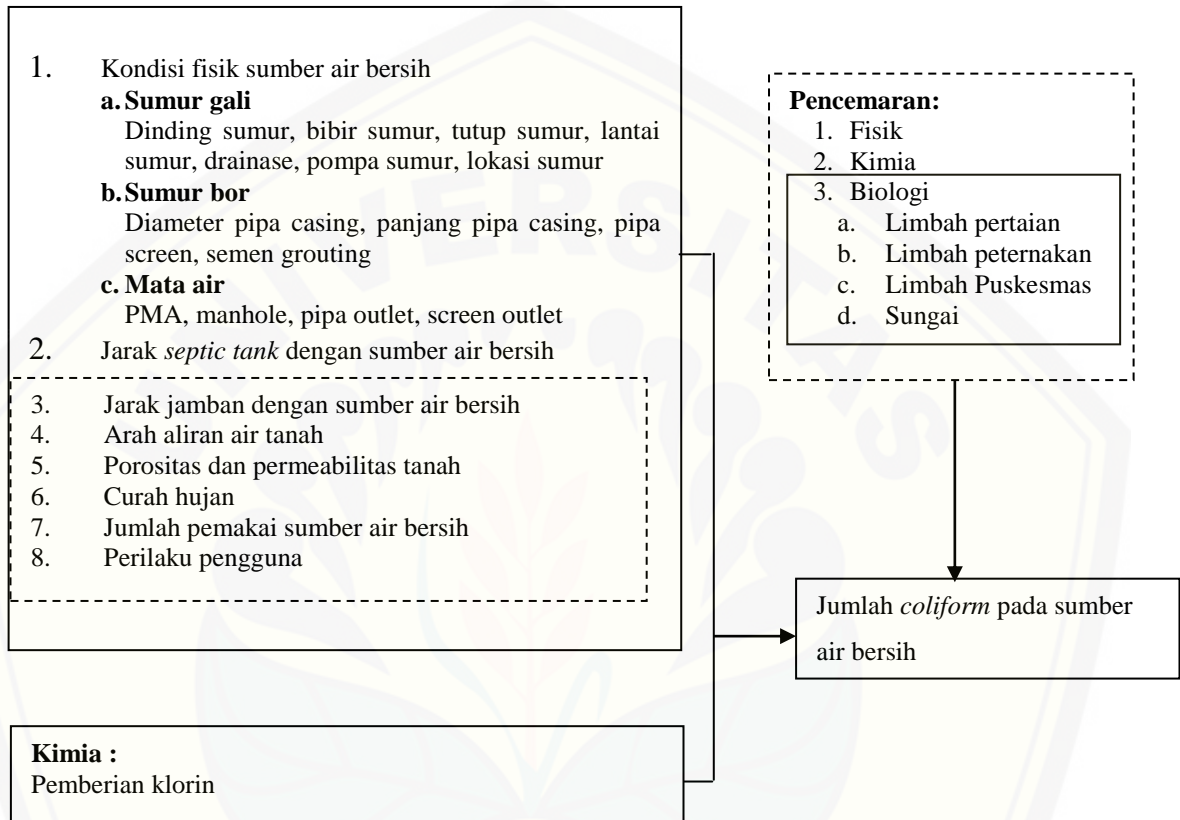 1. Kondisi fisik sumber air bersih
a. Sumur gali
Dinding sumur, bibir sumur, tutup sumur, lantai
sumur, drainase, pompa sumur, lokasi sumur
b. Sumur bor
Diameter pipa casing, panjang pipa casing, pipa
screen, semen grouting
c. Mata air
PMA, manhole, pipa outlet, screen outlet
2. Jarak septic tank dengan sumber air bersih
3. Jarak jamban dengan sumber air bersih
4. Arah aliran air tanah
5. Porositas dan permeabilitas tanah
6. Curah hujan
7. Jumlah pemakai sumber air bersih
8. Perilaku pengguna
Kimia :
Pemberian klorin
Pencemaran:
1. Fisik
2. Kimia
3. Biologi
a. Limbah pertaian
b. Limbah peternakan
c. Limbah Puskesmas
d. Sungai
Jumlah coliform pada sumber
air bersih
UNIVERSITAS